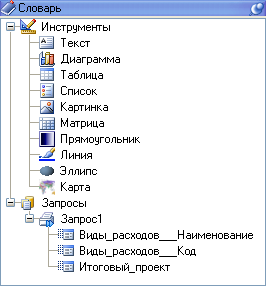 Словарь
Инструменты
Текст
Диаграмма
Таблица
Список
Картинка
Матрица
Прямоугольник
Линия
Эллипс
Карта
Запросы
Запрос1
Виды_расходов___Наименование
Виды_расходов___Код
Итоговый_проект